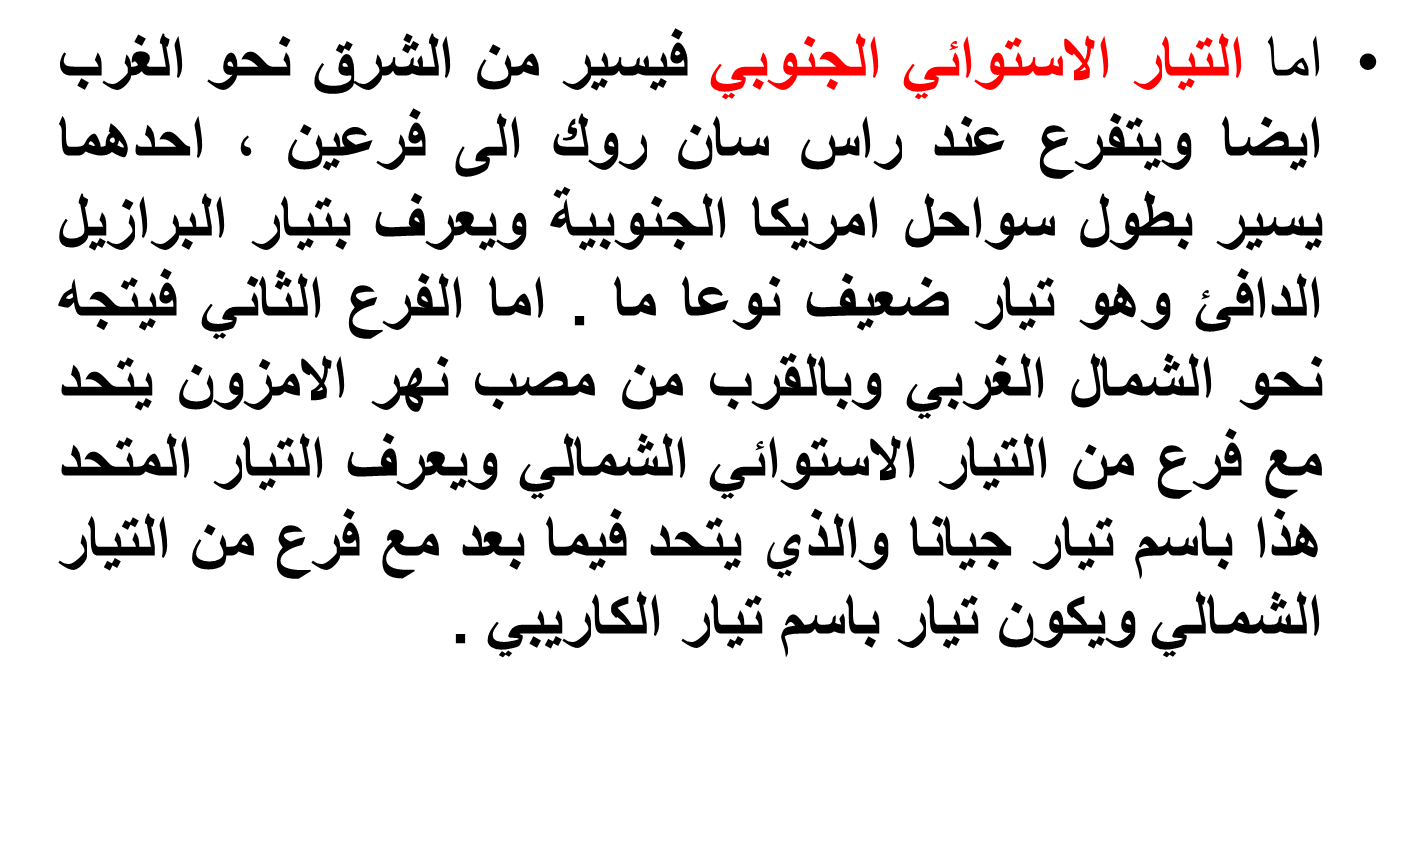 • اما التيار الاستوائي الجنوبي فيسير من الشرق نحو الغرب
ايضا ويتفرع عند راس سان روك الى فرعين ، احدهما
يسير بطول سواحل امريكا الجنوبية ويعرف بتيار البرازيل
الدافئ وهو تيار ضعيف نوعا ما . اما الفرع الثاني فيتجه
نحو الشمال الغربي وبالقرب من مصب نهر الامزون يتحد
مع فرع من التيار الاستوائي الشمالي ويعرف التيار المتحد
هذا باسم تيار جيانا والذي يتحد فيما بعد مع فرع من التيار
الشمالي ويكون تيار باسم تيار الكاريبي .